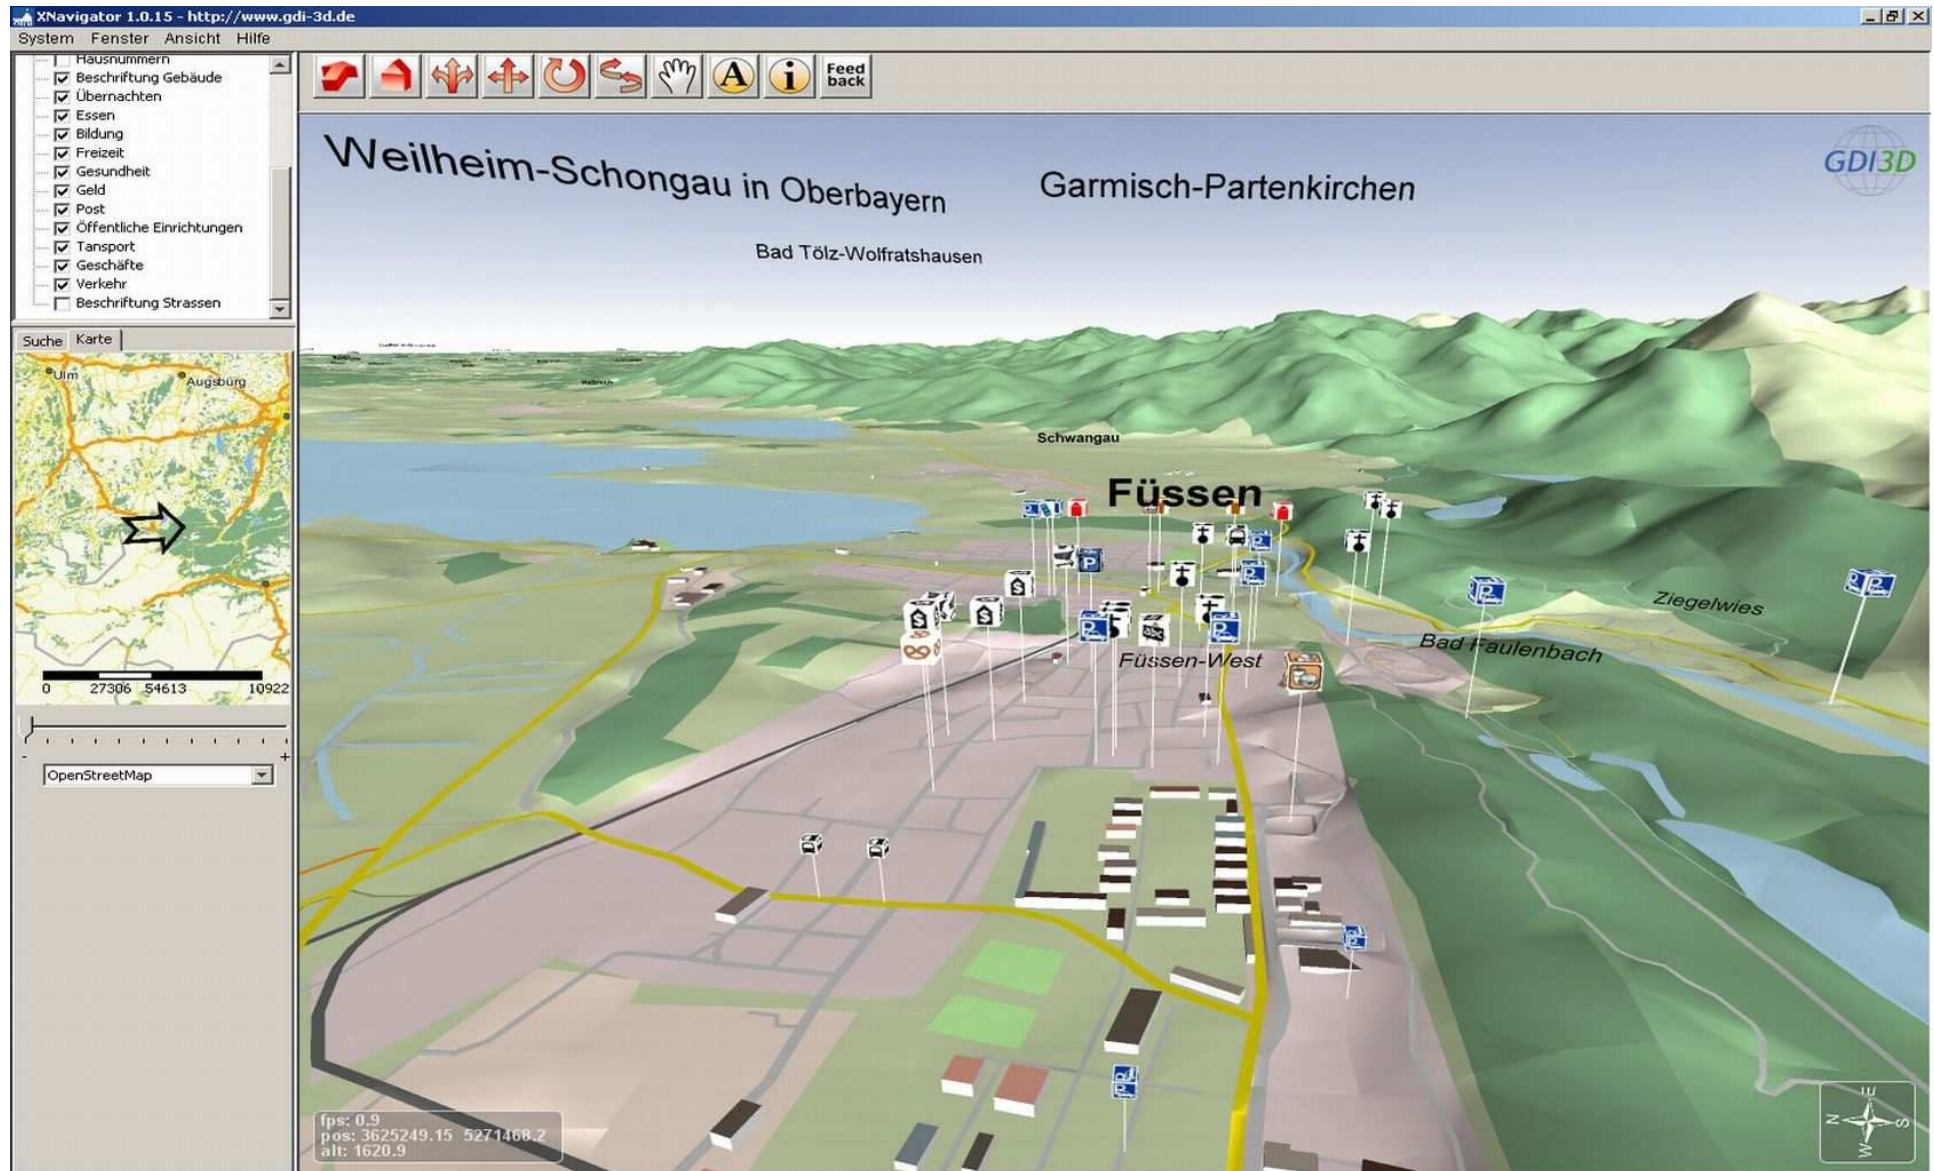 XNavigator 1.0.15 - http://www.gdi-3d.de
System Fenster Ansicht Hilfe
Hausnummern
Beschriftung Gebäude
Übernachten
Essen
Bildung
Freizeit
Gesundheit
Geld
Post
Öffentliche Einrichtungen
Tansport
Geschäfte
Verkehr
Beschriftung Strassen
A
i
Feed
back
Suche Karte
Ulm
Augsburg
0 27306 54613 10922
- +
OpenStreetMap
Weilheim-Schongau in Oberbayern
Garmisch-Partenkirchen
GDI3D
Bad Tölz-Wolfratshausen
Schwangau
Füssen
Ziegelwies
Bad Faulenbach
Füssen-West
fps: 0.9
pos: 3625249.15 5271468.2
alt: 1620.9
E
N S
W